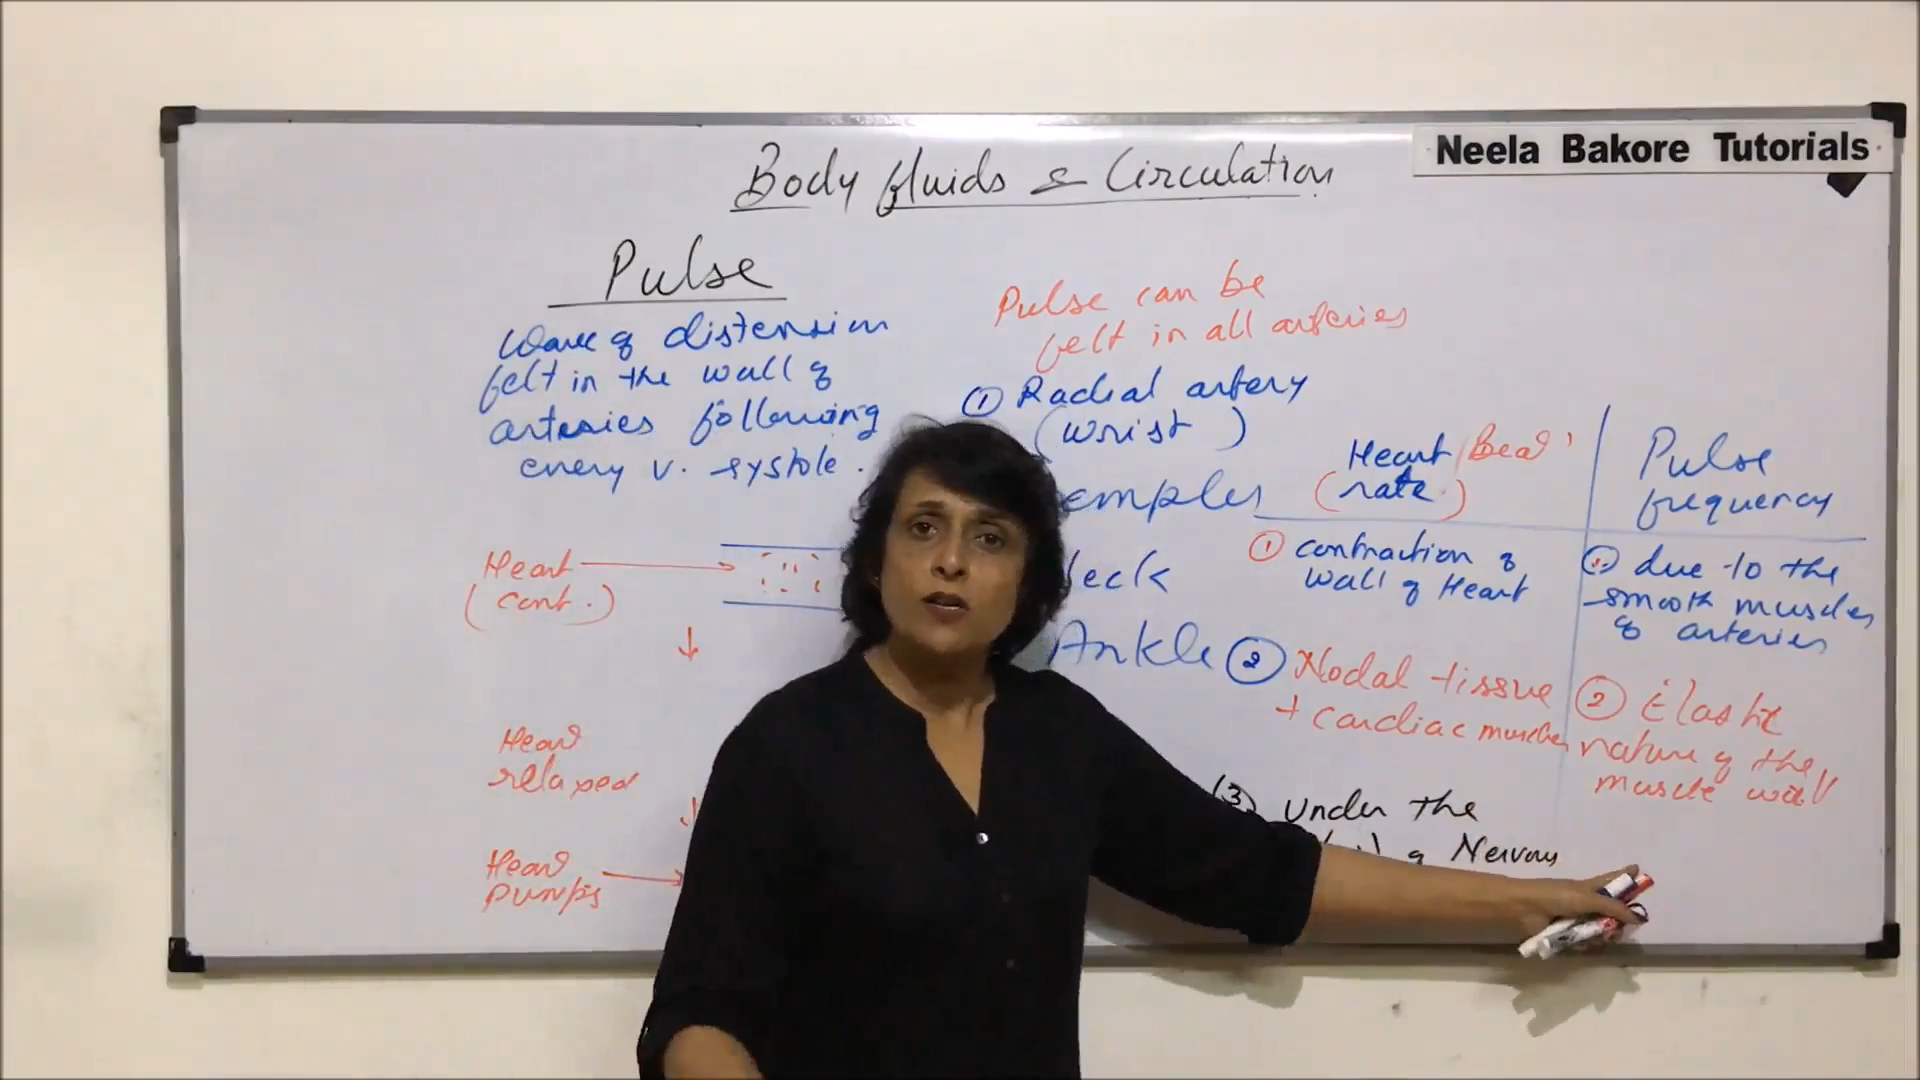 Neela Bakore Tutorials
Body fluids & Circulation
Pulse
Wave of distension
felt in the wall of
arteries following
every v. systole.
Heart
(cont.)
Heart
relaxed
Heart
pumps
Pulse can be
felt in all arteries
① Radial artery
(wrist)
emples
Neck
Ankle
Heart / Beat
(rate.)
① contraction of
wall of Heart
② Nodal tissue
+ cardiac muscles
(3) Under the
of Nervous
Pulse
frequency
① due to the
smooth muscles
of arteries
② Elastic
nature of the
muscle wall